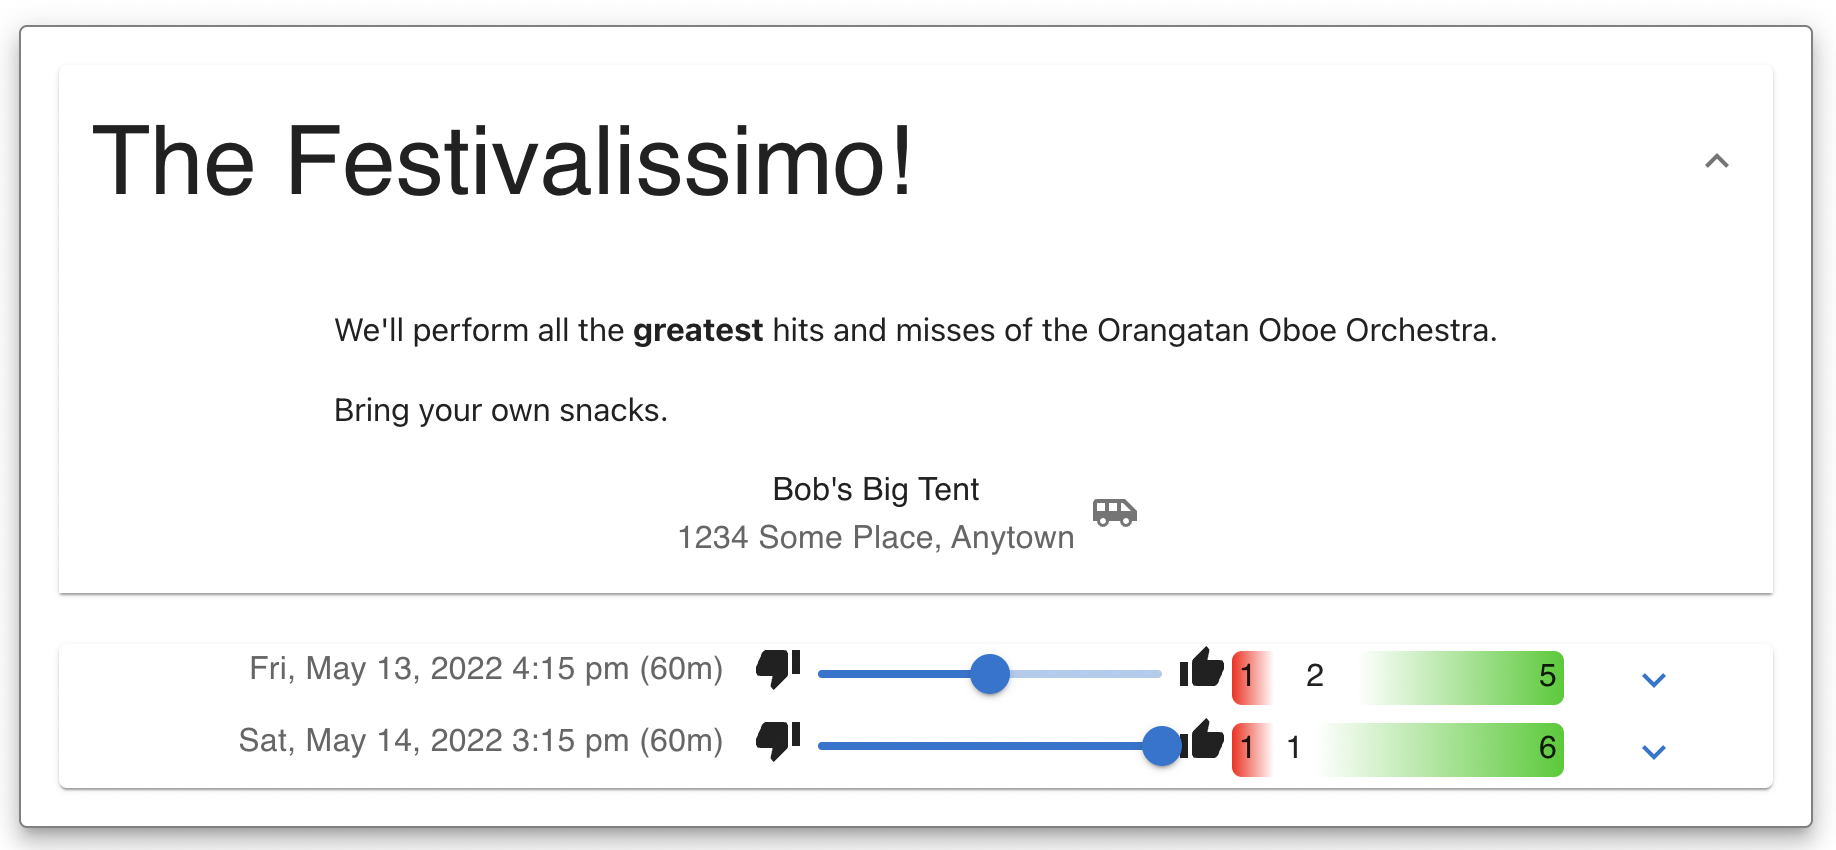 The Festivalissimo!
We'll perform all the greatest hits and misses of the Orangatan Oboe Orchestra.
Bring your own snacks.
Bob's Big Tent
1234 Some Place, Anytown
Fri, May 13, 2022 4:15 pm (60m) 1 2 5
Sat, May 14, 2022 3:15 pm (60m) 1 1 6